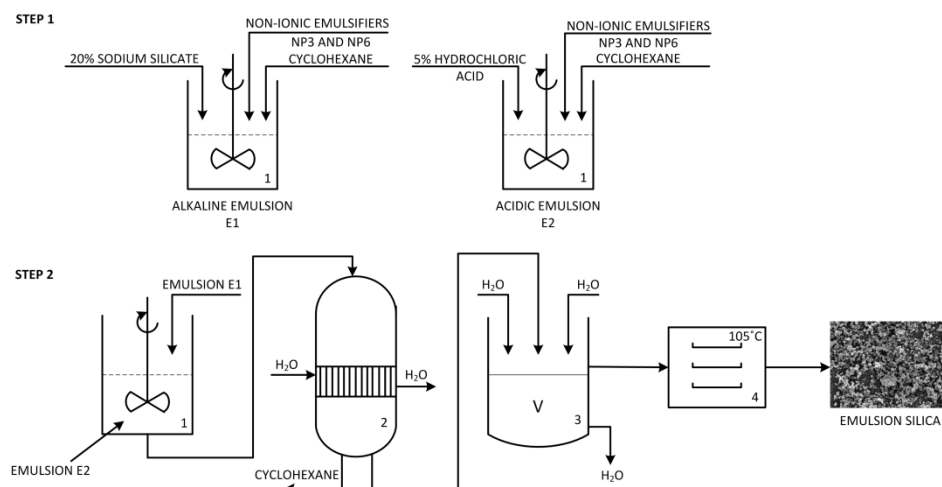 STEP 1
NON-IONIC EMULSIFIERS
NP3 AND NP6
CYCLOHEXANE
20% SODIUM SILICATE
1
ALKALINE EMULSION
E1
NON-IONIC EMULSIFIERS
NP3 AND NP6
CYCLOHEXANE
5% HYDROCHLORIC
ACID
1
ACIDIC EMULSION
E2
STEP 2
EMULSION E1
1
EMULSION E2
H₂O
H₂O
2
CYCLOHEXANE
H₂O
H₂O
V
3
H₂O
105°C
4
EMULSION SILICA